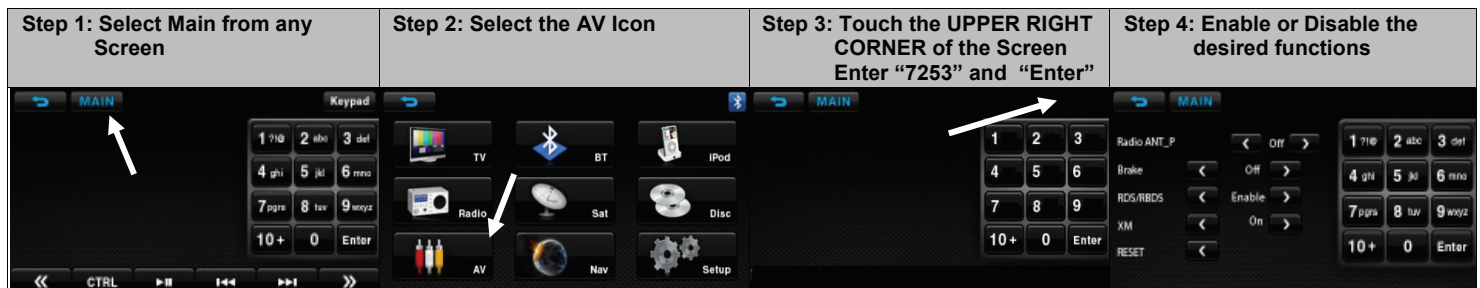 Step 1: Select Main from any
Screen
Step 2: Select the AV Icon
Step 3: Touch the UPPER RIGHT
CORNER of the Screen
Enter “7253” and “Enter”
Step 4: Enable or Disable the
desired functions
MAIN
Keypad
1 ?!@ 2 abc 3 def
4 ghi 5 jkl 6 mno
7 pqrs 8 tuv 9 wxyz
10+ 0 Enter
CTRL
TV
BT
iPod
Radio
Sat
Disc
AV
Nav
Setup
MAIN
1 2 3
4 5 6
7 8 9
10+ 0 Enter
MAIN
Radio ANT_P Off
Brake Off
RDS/RBDS Enable
XM On
RESET
1 ?!@ 2 abc 3 def
4 ghi 5 jkl 6 mno
7 pqrs 8 tuv 9 wxyz
10+ 0 Enter